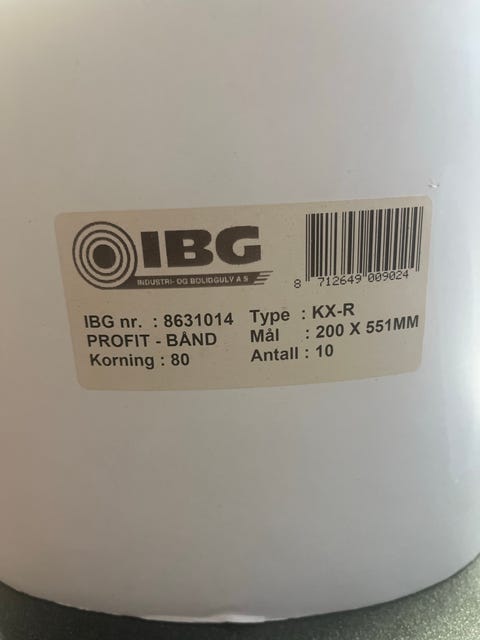 IBG
INDUSTRI- OG BOLIGGULV A S
8 712649 009024
IBG nr. : 8631014
PROFIT - BÅND
Korning : 80
Type : KX-R
Mål : 200 X 551MM
Antall : 10